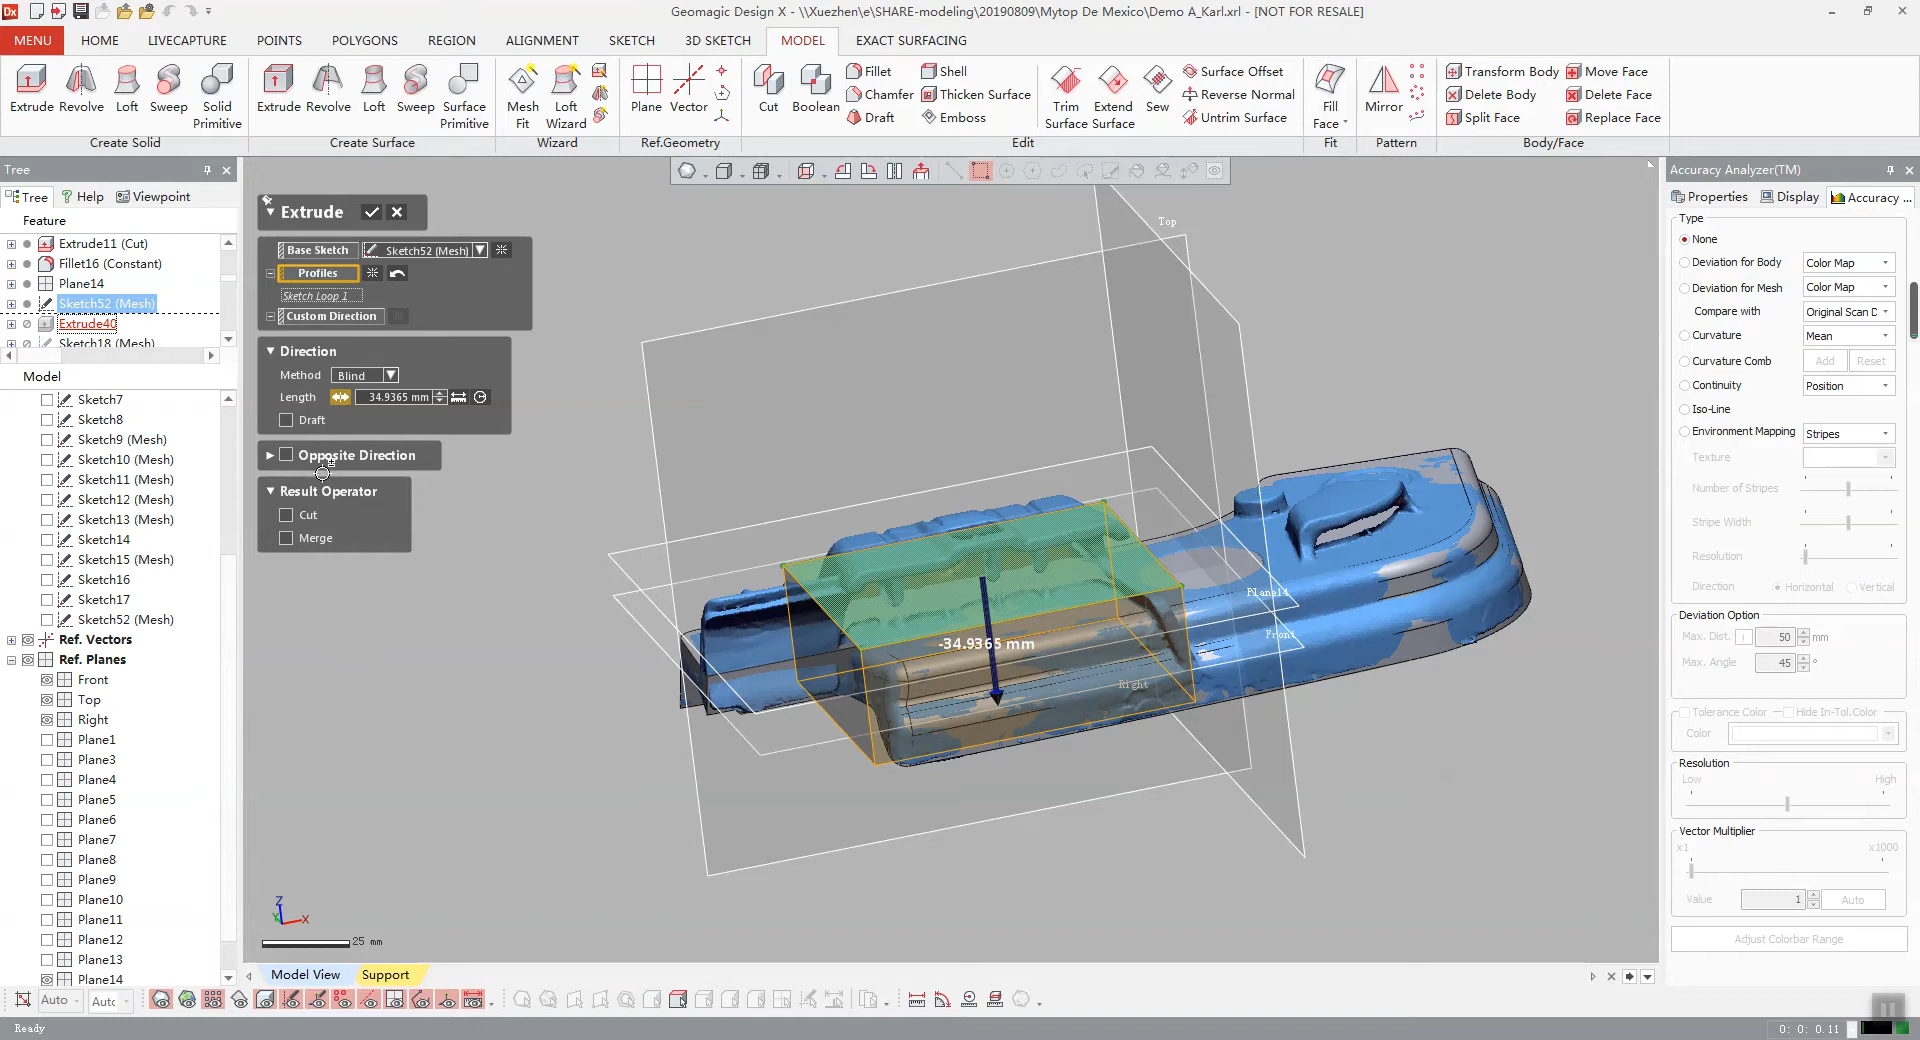 Geomagic Design X - \\Xuezhen\e\SHARE-modeling\20190809\Mytop De Mexico\Demo A_Karl.xrl - [NOT FOR RESALE]
MENU HOME LIVECAPTURE POINTS POLYGONS REGION ALIGNMENT SKETCH 3D SKETCH MODEL EXACT SURFACING
Extrude Revolve Loft Sweep Solid Primitive
Create Solid
Extrude Revolve Loft Sweep Surface Primitive
Create Surface
Mesh Fit Loft Wizard
Wizard
Plane Vector
Ref.Geometry
Cut Boolean
Fillet Shell
Chamfer Thicken Surface
Draft Emboss
Trim Surface Extend Surface Sew
Surface Offset
Reverse Normal
Untrim Surface
Edit
Fill Face
Fit
Mirror
Pattern
Transform Body Move Face
Delete Body Delete Face
Split Face Replace Face
Body/Face
Tree
Tree Help Viewpoint
Feature
Extrude11 (Cut)
Fillet16 (Constant)
Plane14
Sketch52 (Mesh)
Extrude40
Sketch18 (Mesh)
Model
Sketch7
Sketch8
Sketch9 (Mesh)
Sketch10 (Mesh)
Sketch11 (Mesh)
Sketch12 (Mesh)
Sketch13 (Mesh)
Sketch14
Sketch15 (Mesh)
Sketch16
Sketch17
Sketch52 (Mesh)
Ref. Vectors
Ref. Planes
Front
Top
Right
Plane1
Plane3
Plane4
Plane5
Plane6
Plane7
Plane8
Plane9
Plane10
Plane11
Plane12
Plane13
Plane14
Extrude
Base Sketch Sketch52 (Mesh)
Profiles
Sketch Loop 1
Custom Direction
Direction
Method Blind
Length 34.9365 mm
Draft
Opposite Direction
Result Operator
Cut
Merge
Top
Plane14
Front
-34.9365 mm
Right
Z
Y X
25 mm
Model View Support
Accuracy Analyzer(TM)
Properties Display Accuracy ...
Type
None
Deviation for Body Color Map
Deviation for Mesh Color Map
Compare with Original Scan D
Curvature Mean
Curvature Comb Add Reset
Continuity Position
Iso-Line
Environment Mapping Stripes
Texture
Number of Stripes
Stripe Width
Resolution
Direction Horizontal Vertical
Deviation Option
Max. Dist. 50 mm
Max. Angle 45 °
Tolerance Color Hide In-Tol.Color
Color
Resolution
Low High
Vector Multiplier
x1 x1000
Value 1 Auto
Adjust Colorbar Range
Auto Autc
Ready
0: 0: 0.11